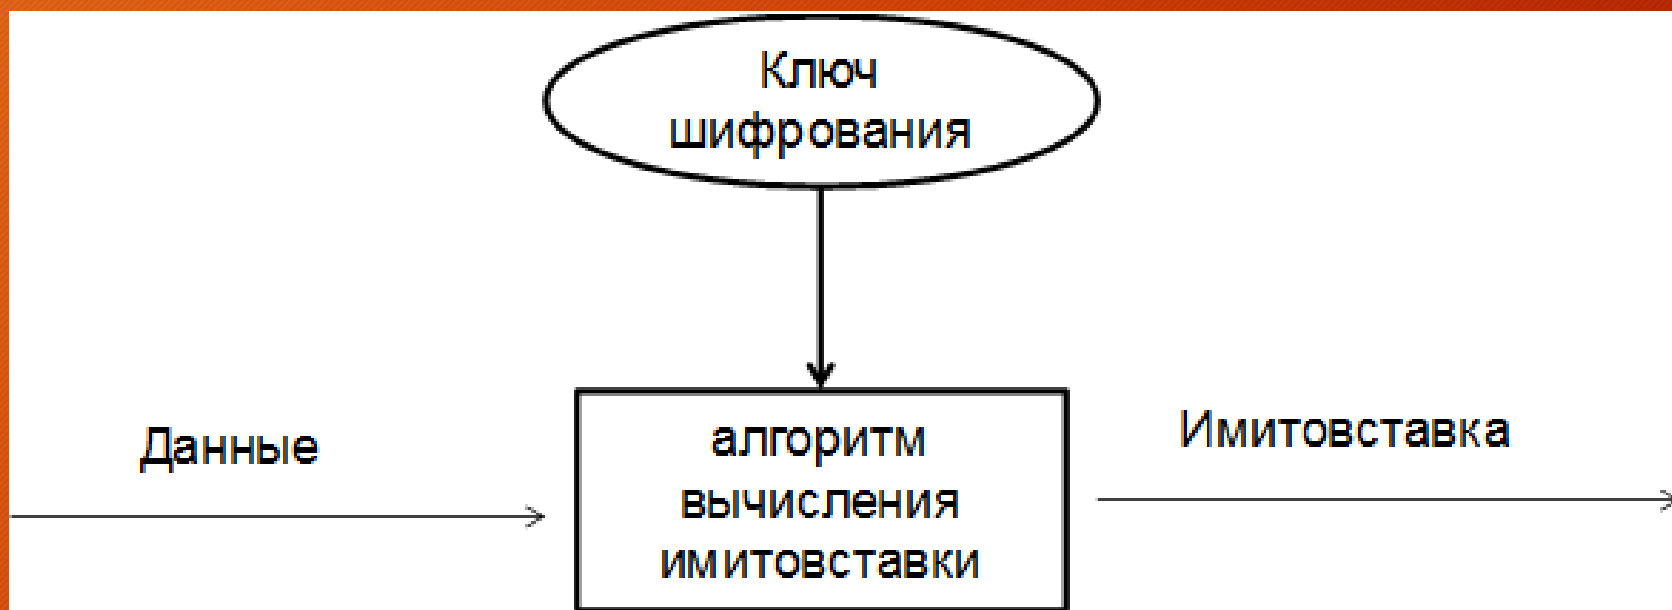 Ключ
шифрования
Данные
алгоритм
вычисления
имитовставки
Имитовставка